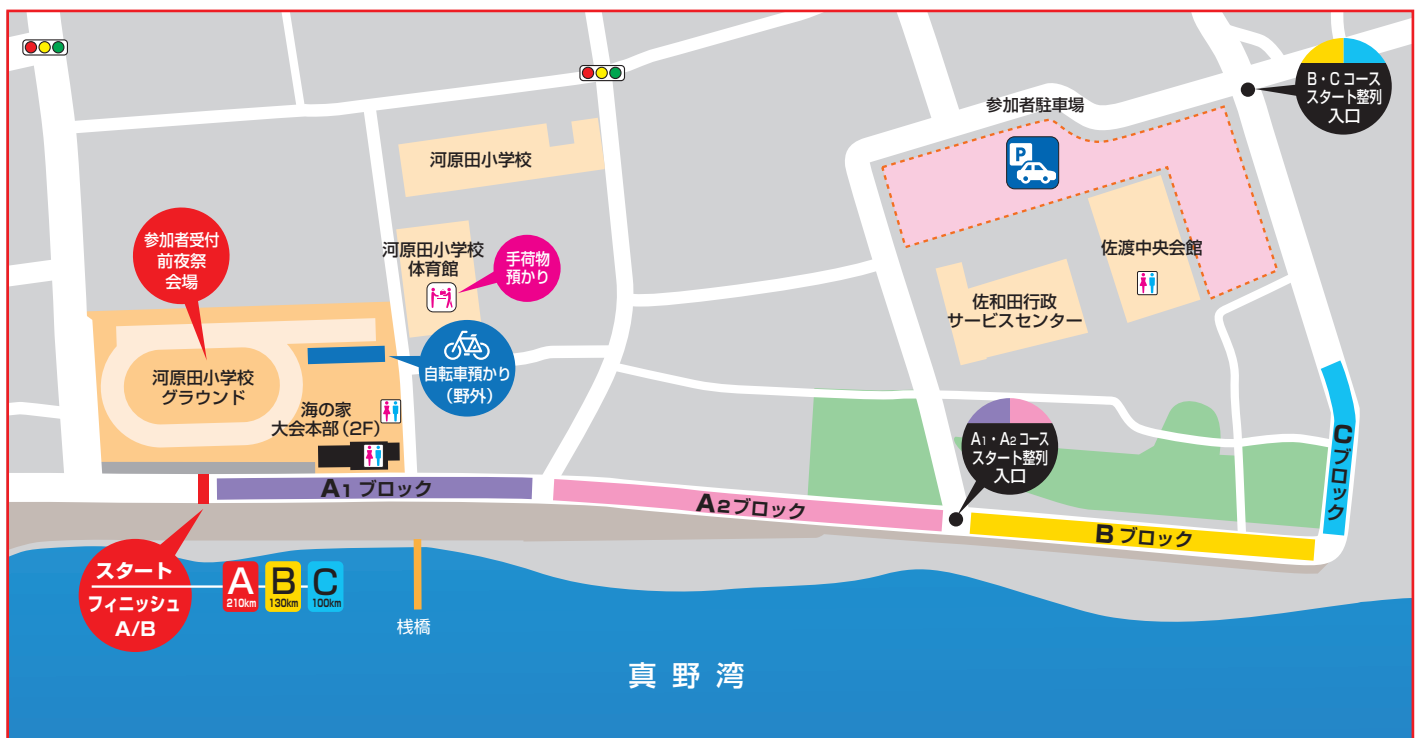 B・Cコース
スタート整列
入口
参加者駐車場
P
河原田小学校
参加者受付
前夜祭
会場
河原田小学校
体育館
手荷物
預かり
佐渡中央会館
佐和田行政
サービスセンター
自転車預かり
（野外）
河原田小学校
グラウンド
海の家
大会本部（2F）
A1・A2コース
スタート整列
入口
Cブロック
A1 ブロック
A2ブロック
B ブロック
スタート
フィニッシュ
A/B
A
210km
B
130km
C
100km
桟橋
真野湾